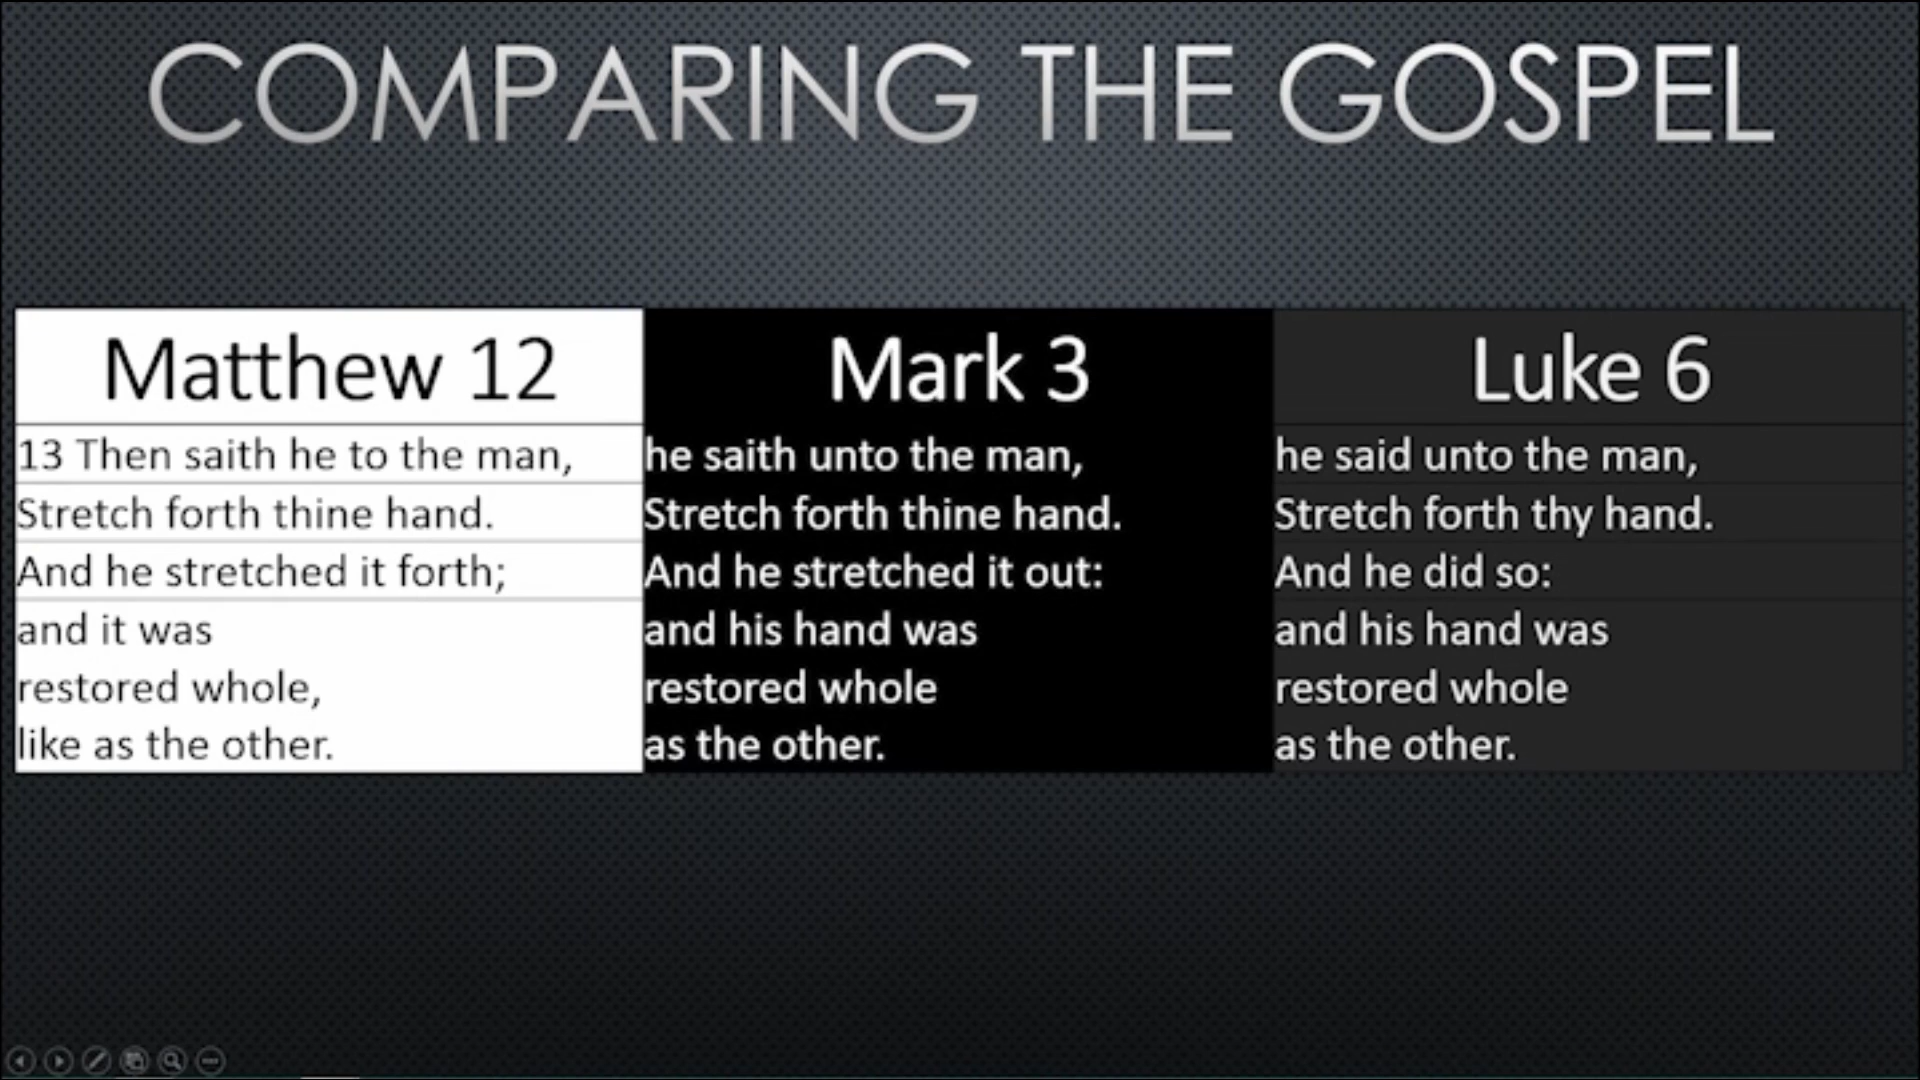 COMPARING THE GOSPEL
Matthew 12
13 Then saith he to the man,
Stretch forth thine hand.
And he stretched it forth;
and it was
restored whole,
like as the other.
Mark 3
he saith unto the man,
Stretch forth thine hand.
And he stretched it out:
and his hand was
restored whole
as the other.
Luke 6
he said unto the man,
Stretch forth thy hand.
And he did so:
and his hand was
restored whole
as the other.